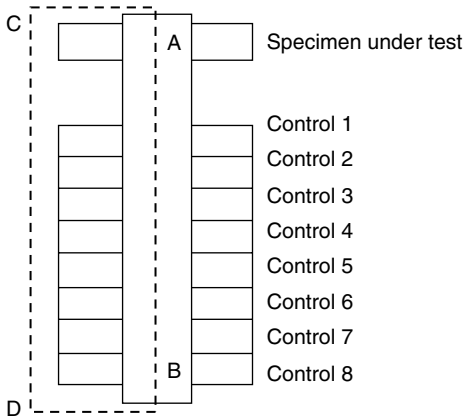 C
A Specimen under test
Control 1
Control 2
Control 3
Control 4
Control 5
Control 6
Control 7
B Control 8
D